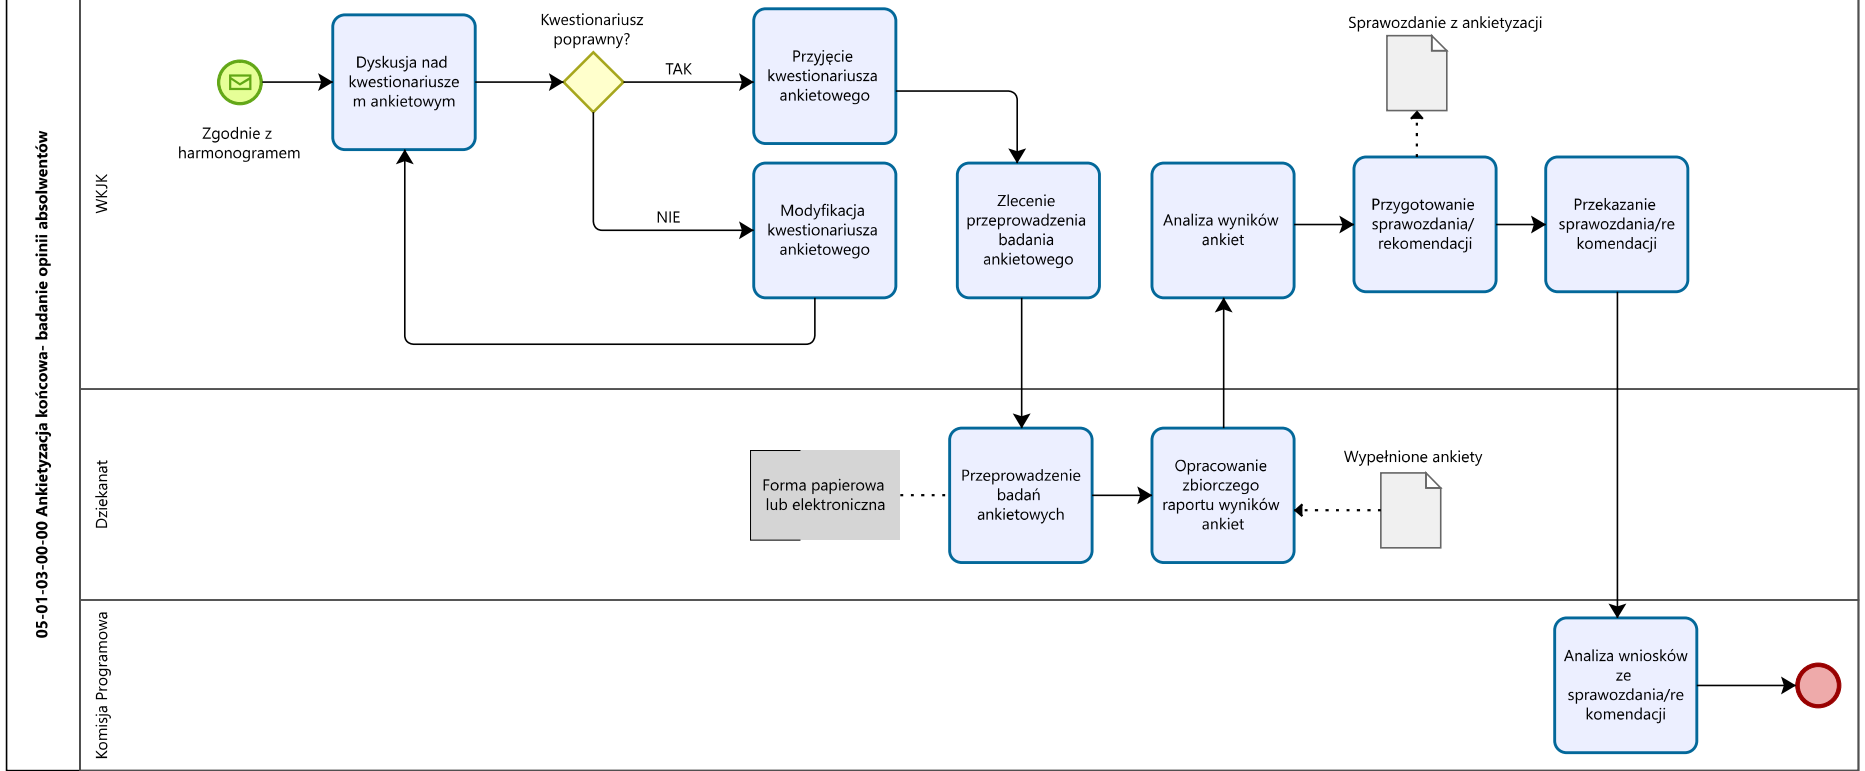 05-01-03-00-00 Ankietyzacja końcowa- badanie opinii absolwentów
WKJK
Zgodnie z
harmonogramem
Dyskusja nad
kwestionariusze
m ankietowym
Kwestionariusz
poprawny?
TAK
NIE
Przyjęcie
kwestionariusza
ankietowego
Modyfikacja
kwestionariusza
ankietowego
Zlecenie
przeprowadzenia
badania
ankietowego
Analiza wyników
ankiet
Sprawozdanie z ankietyzacji
Przygotowanie
sprawozdania/
rekomendacji
Przekazanie
sprawozdania/re
komendacji
Dziekanat
Forma papierowa
lub elektroniczna
Przeprowadzenie
badań
ankietowych
Opracowanie
zbiorczego
raportu wyników
ankiet
Wypełnione ankiety
Komisja Programowa
Analiza wniosków
ze
sprawozdania/re
komendacji